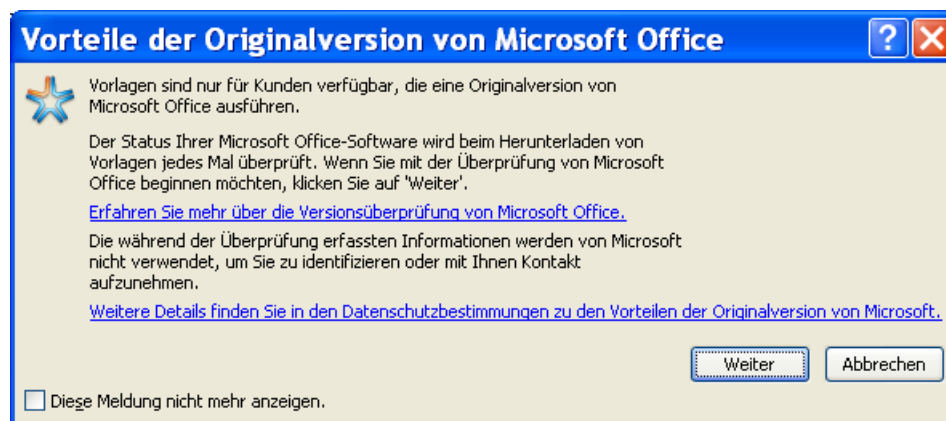 Vorteile der Originalversion von Microsoft Office
Vorlagen sind nur für Kunden verfügbar, die eine Originalversion von
Microsoft Office ausführen.
Der Status Ihrer Microsoft Office-Software wird beim Herunterladen von
Vorlagen jedes Mal überprüft. Wenn Sie mit der Überprüfung von Microsoft
Office beginnen möchten, klicken Sie auf 'Weiter'.
Erfahren Sie mehr über die Versionsüberprüfung von Microsoft Office.
Die während der Überprüfung erfassten Informationen werden von Microsoft
nicht verwendet, um Sie zu identifizieren oder mit Ihnen Kontakt
aufzunehmen.
Weitere Details finden Sie in den Datenschutzbestimmungen zu den Vorteilen der Originalversion von Microsoft.
Weiter Abbrechen
Diese Meldung nicht mehr anzeigen.